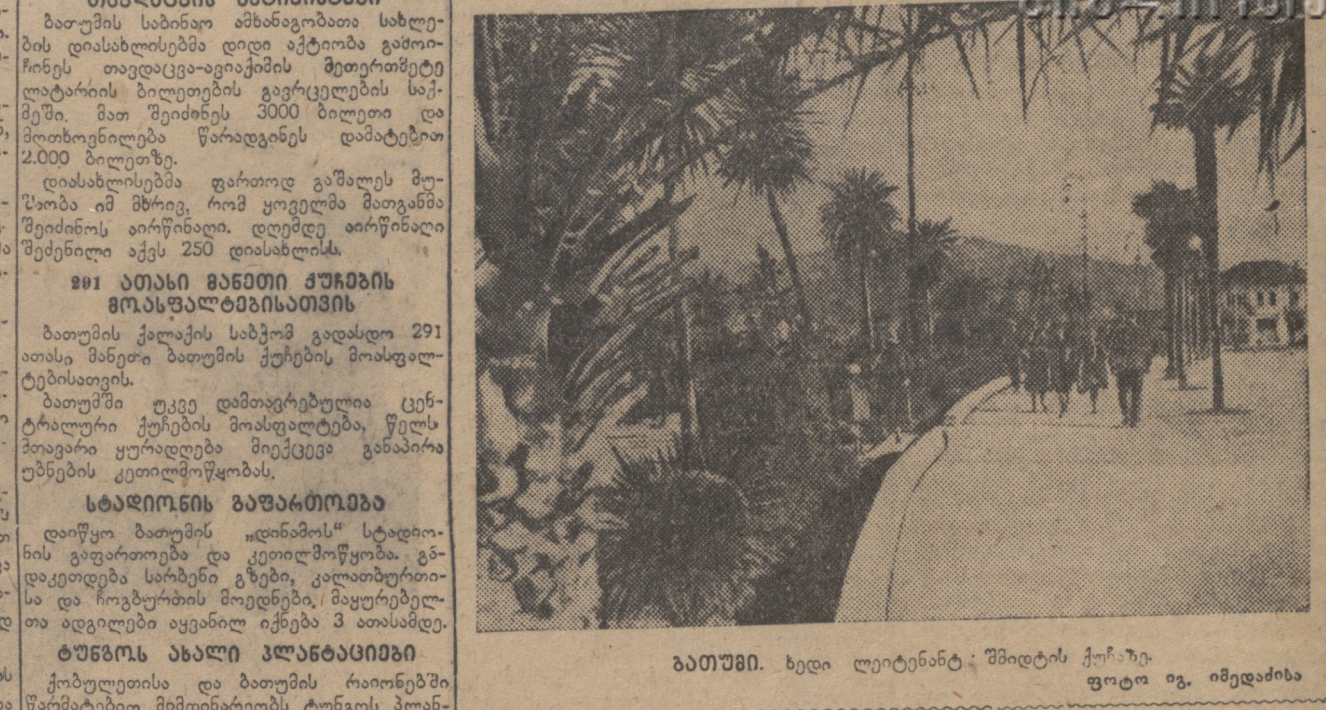 ბათუმის საბინაო ამხანაგობათა სახლე-
ბის დიასახლისებმა დიდი აქტიობა გამოი-
ჩინეს თავდაცვა-ავიაქიმის მეთერთმეტე
ლატარიის ბილეთების გავრცელების საქ-
მეში. მათ შეიძინეს 3000 ბილეთი და
მოთხოვნილება წარადგინეს დამატებით
2.000 ბილეთზე.
დიასახლისებმა ფართოდ გაშალეს მუ-
შაობა იმ მხრივ, რომ ყოველმა მათგანმა
შეიძინოს აირწინაღი. დღემდე აირწინაღი
შეძენილი აქვს 250 დიასახლისს.
291 ათასი მანეთი ქუჩების
მოასფალტებისათვის
ბათუმის ქალაქის საბჭომ გადასდო 291
ათასი მანეთი ბათუმის ქუჩების მოასფალ-
ტებისათვის.
ბათუმში უკვე დამთავრებულია ცენ-
ტრალური ქუჩების მოასფალტება, წელს
მთავარი ყურადღება მიექცევა განაპირა
უბნების კეთილმოწყობას.
სტადიონის გაფართოება
დაიწყო ბათუმის „დინამოს“ სტადიო-
ნის გაფართოება და კეთილმოწყობა. გა-
დაკეთდება სარბენი გზები, კალათბურთი-
სა და ჩოგბურთის მოედნები. მაყურებელ-
თა ადგილები აყვანილ იქნება 3 ათასამდე.
ტუნგოს ახალი პლანტაციები
ქობულეთისა და ბათუმის რაიონებში
წარმატებით მიმდინარეობს ტუნგოს პლან-
ბათუმი. ხედი ლეიტენანტ შმიდტის ქუჩაზე.
ფოტო იგ. იმედაძისა